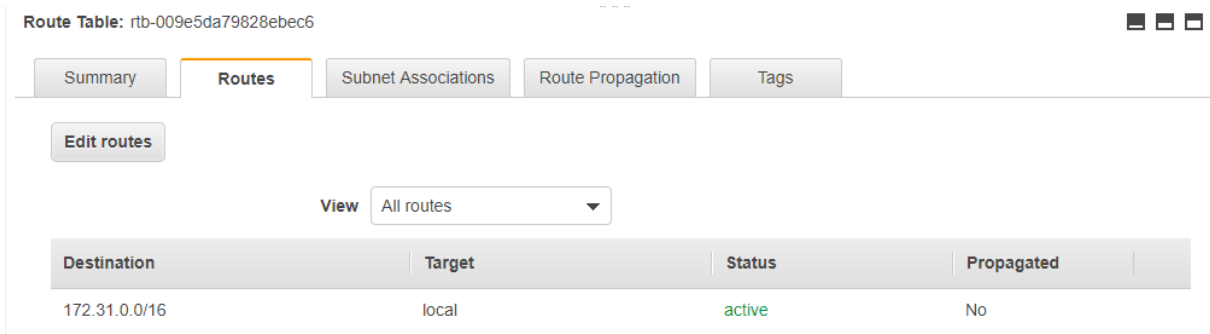 Route Table: rtb-009e5da79828ebec6
Summary Routes Subnet Associations Route Propagation Tags
Edit routes
View All routes
Destination Target Status Propagated
172.31.0.0/16 local active No